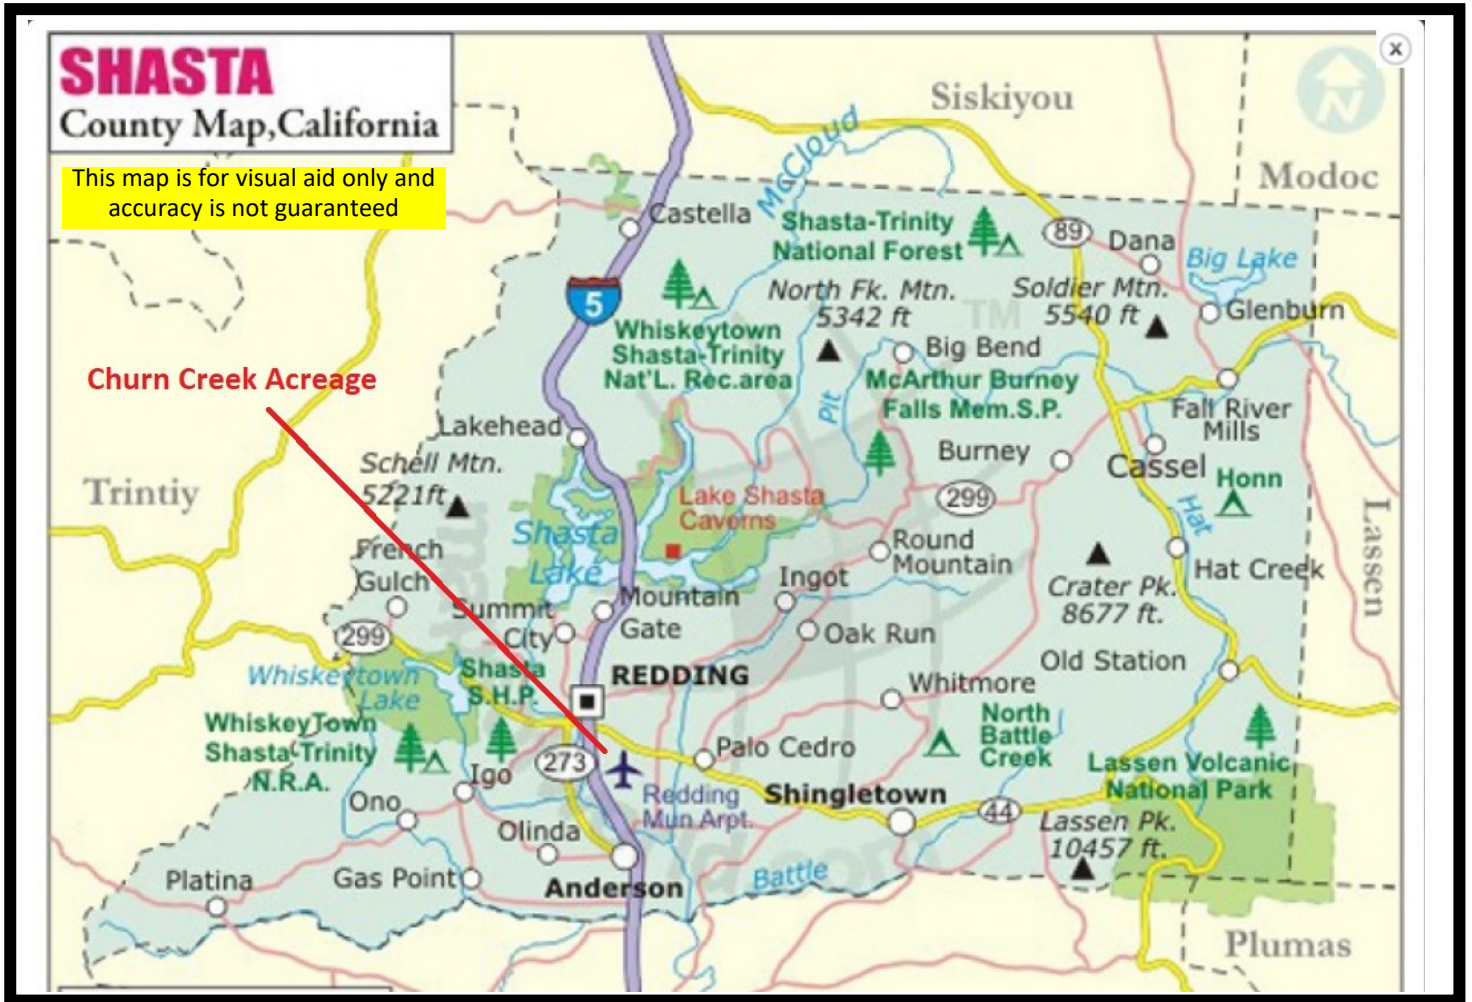 SHASTA
County Map,California
This map is for visual aid only and
accuracy is not guaranteed
x
N
Siskiyou
Modoc
McCloud
Castella
Shasta-Trinity
National Forest
89
Dana
Big Lake
5
North Fk. Mtn.
5342 ft
TM
Soldier Mtn.
5540 ft
Glenburn
Whiskeytown
Shasta-Trinity
Nat'L. Rec.area
Big Bend
Churn Creek Acreage
McArthur Burney
Falls Mem.S.P.
Pit
Fall River
Mills
Lakehead
Schell Mtn.
5221ft
Burney
Cassel
Honn
Trintiy
Lake Shasta
Caverns
299
Hat
Lassen
Shasta
Lake
French
Gulch
Round
Mountain
Hat Creek
Ingot
Crater Pk.
8677 ft.
Summit
City
Mountain
Gate
Oak Run
299
Old Station
Whiskeytown
Lake
Shasta
S.H.P.
REDDING
Whitmore
WhiskeyTown
Shasta-Trinity
N.R.A.
North
Battle
Creek
Palo Cedro
273
Lassen Volcanic
National Park
Igo
Redding
Mun Arpt.
Shingletown
44
Ono
Lassen Pk.
10457 ft.
Olinda
Platina
Gas Point
Anderson
Battle
Plumas